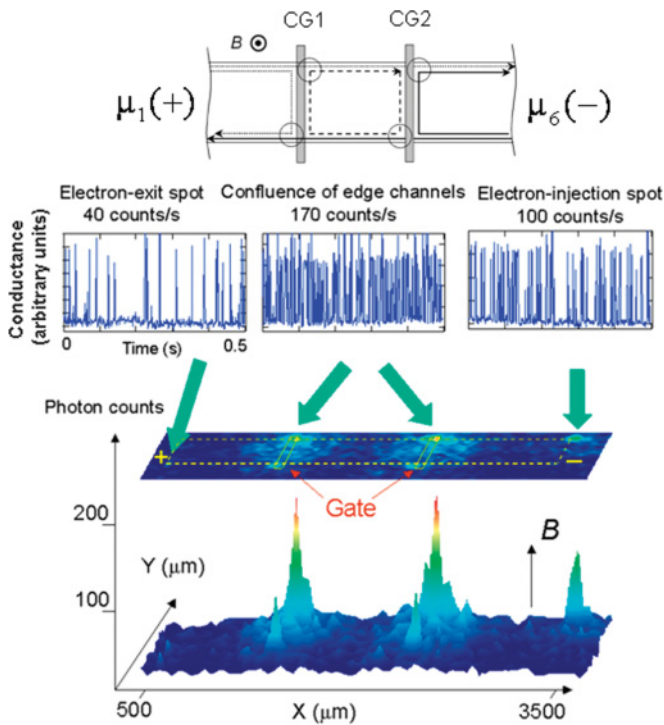 CG1 CG2
B
μ₁(+) μ₆(−)
Electron-exit spot
40 counts/s
Confluence of edge channels
170 counts/s
Electron-injection spot
100 counts/s
Conductance
(arbitrary units)
0 Time (s) 0.5
Photon counts
+ −
Gate
200
B
Y (μm)
100
500 X (μm) 3500